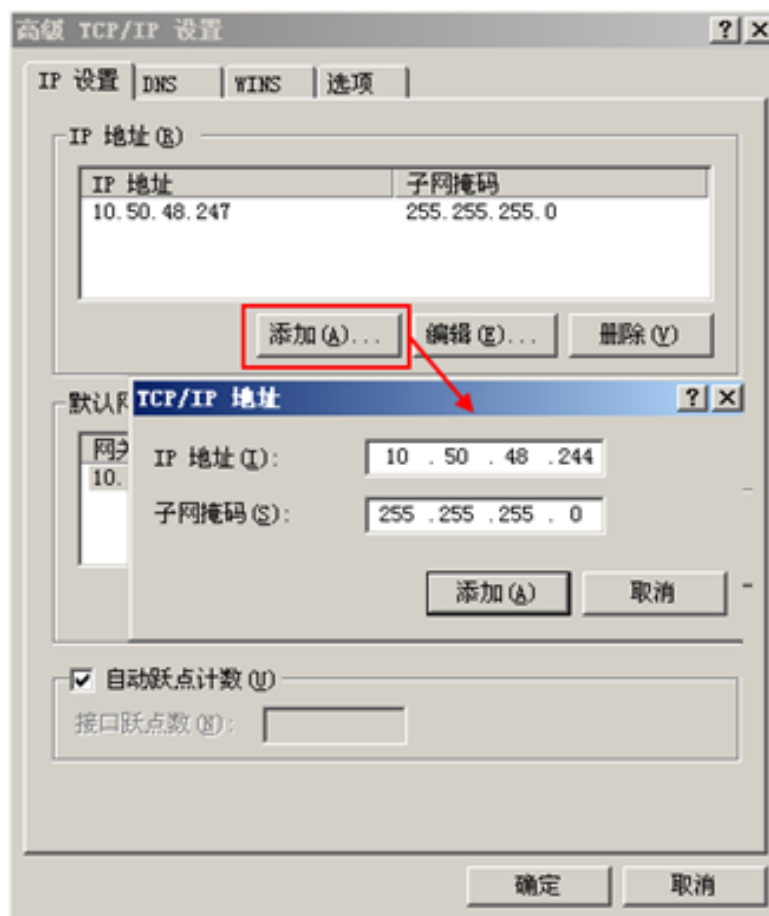 高级 TCP/IP 设置
IP 设置 DNS WINS 选项
IP 地址(R)
IP 地址 子网掩码
10.50.48.247 255.255.255.0
添加(A)... 编辑(E)... 删除(V)
默认
TCP/IP 地址
网关
10.
IP 地址(I): 10 . 50 . 48 .244
子网掩码(S): 255 .255 .255 . 0
添加(A) 取消
自动跃点计数(U)
接口跃点数(N):
确定 取消